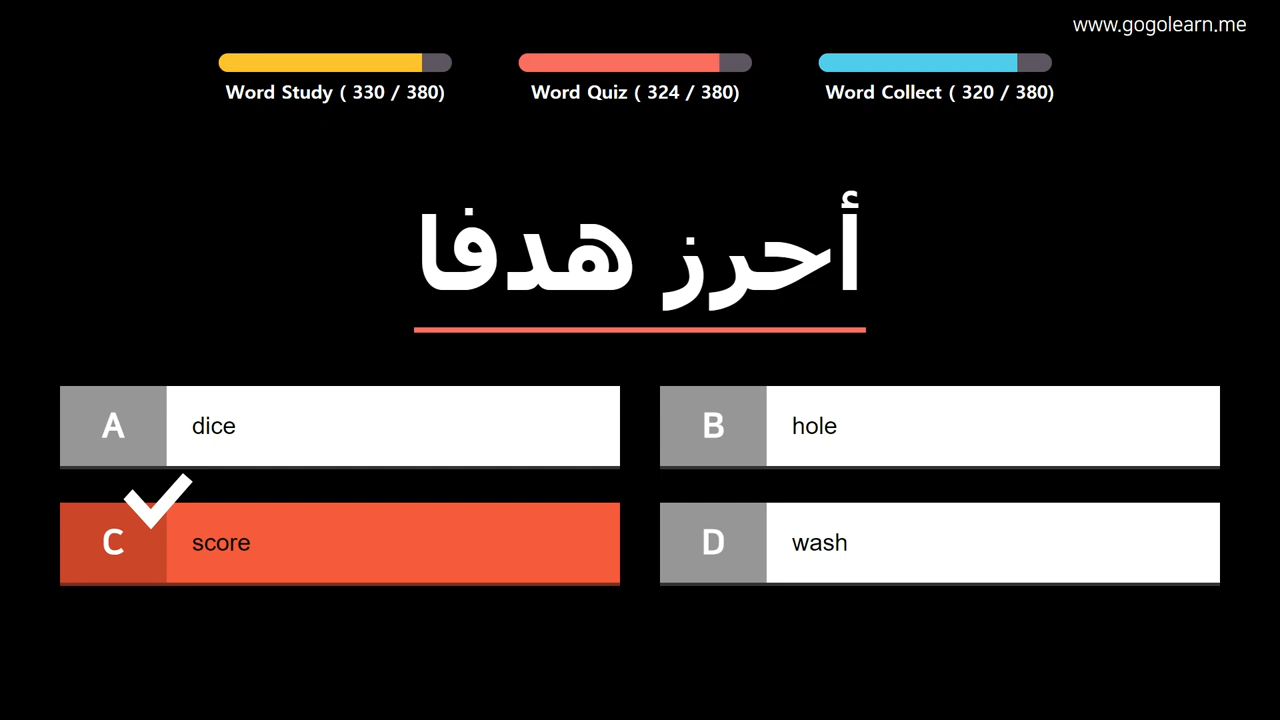 www.gogolearn.me
Word Study ( 330 / 380)
Word Quiz ( 324 / 380)
Word Collect ( 320 / 380)
أحرز هدفا
A dice
B hole
C score
D wash